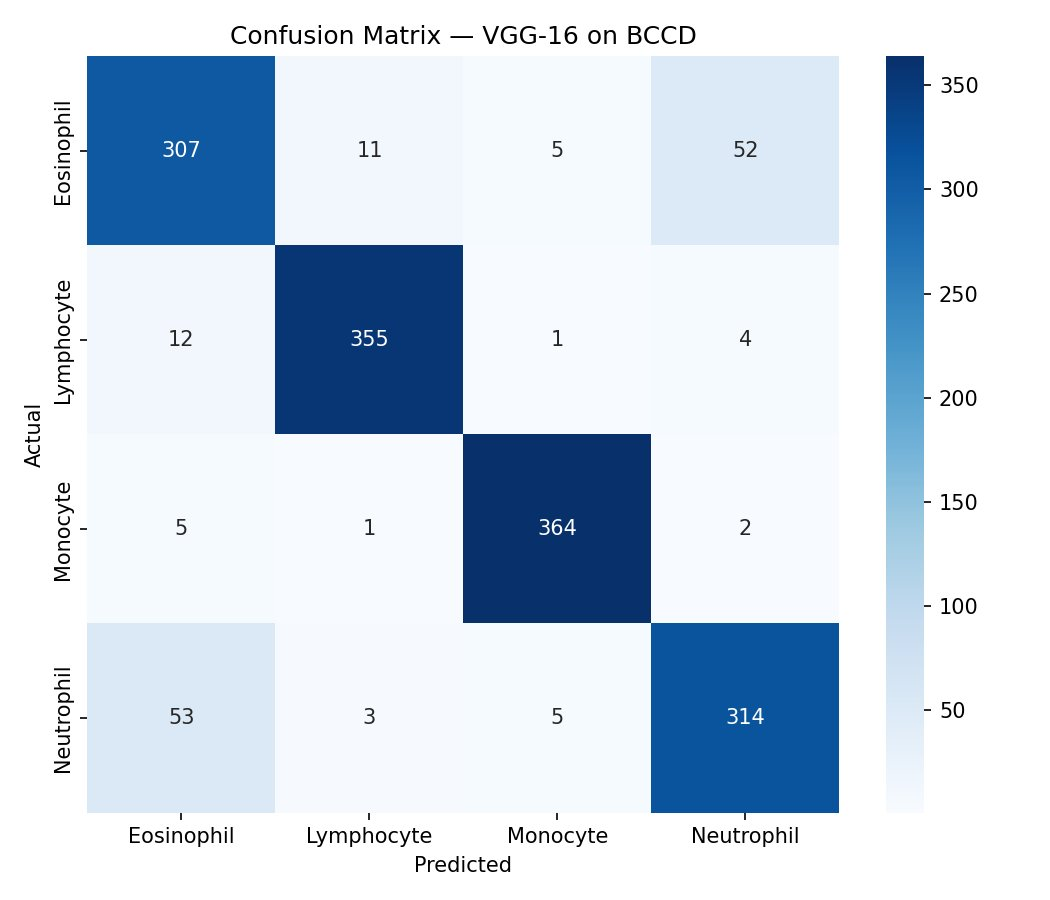 Confusion Matrix — VGG-16 on BCCD
Eosinophil
307 11 5 52
Lymphocyte
12 355 1 4
Monocyte
5 1 364 2
Neutrophil
53 3 5 314
Actual
Eosinophil Lymphocyte Monocyte Neutrophil
Predicted
350
300
250
200
150
100
50